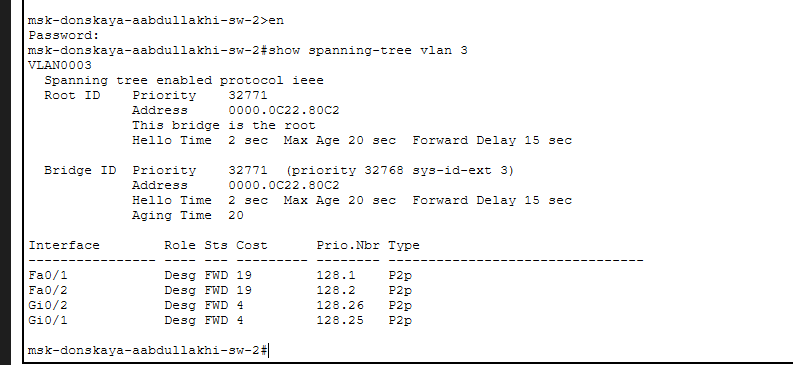 msk-donskaya-aabdullakhi-sw-2>en
Password:
msk-donskaya-aabdullakhi-sw-2#show spanning-tree vlan 3
VLAN0003
  Spanning tree enabled protocol ieee
  Root ID    Priority    32771
             Address     0000.0C22.80C2
             This bridge is the root
             Hello Time  2 sec  Max Age 20 sec  Forward Delay 15 sec

  Bridge ID  Priority    32771  (priority 32768 sys-id-ext 3)
             Address     0000.0C22.80C2
             Hello Time  2 sec  Max Age 20 sec  Forward Delay 15 sec
             Aging Time  20

Interface        Role Sts Cost      Prio.Nbr Type
---------------- ---- --- --------- -------- --------------------------------
Fa0/1            Desg FWD 19        128.1    P2p
Fa0/2            Desg FWD 19        128.2    P2p
Gi0/2            Desg FWD 4         128.26   P2p
Gi0/1            Desg FWD 4         128.25   P2p

msk-donskaya-aabdullakhi-sw-2#